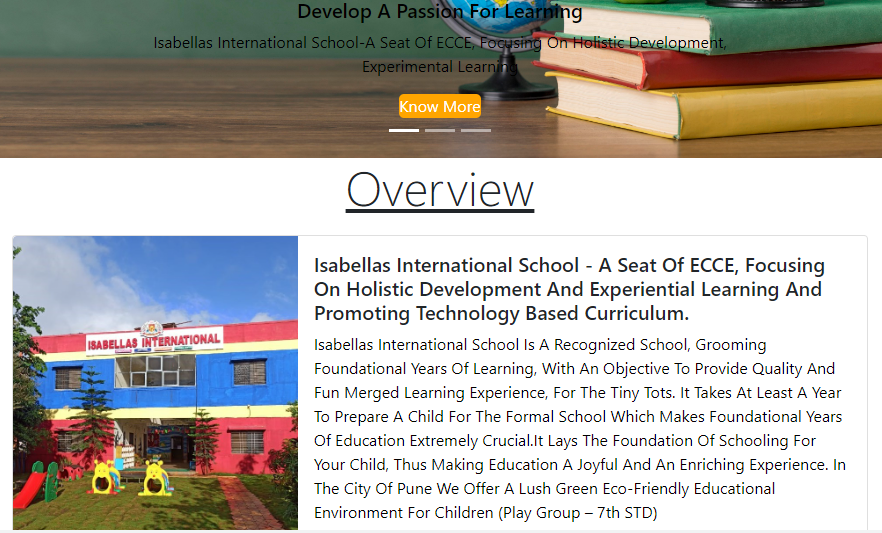 Develop A Passion For Learning
Isabellas International School-A Seat Of ECCE, Focusing On Holistic Development,
Experimental Learning
Know More
Overview
ISABELLAS INTERNATIONAL
Isabellas International School - A Seat Of ECCE, Focusing
On Holistic Development And Experiential Learning And
Promoting Technology Based Curriculum.
Isabellas International School Is A Recognized School, Grooming
Foundational Years Of Learning, With An Objective To Provide Quality And
Fun Merged Learning Experience, For The Tiny Tots. It Takes At Least A Year
To Prepare A Child For The Formal School Which Makes Foundational Years
Of Education Extremely Crucial.It Lays The Foundation Of Schooling For
Your Child, Thus Making Education A Joyful And An Enriching Experience. In
The City Of Pune We Offer A Lush Green Eco-Friendly Educational
Environment For Children (Play Group – 7th STD)